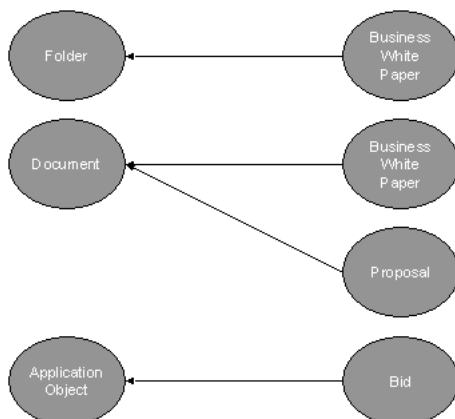 Folder
Business
White
Paper
Document
Business
White
Paper
Proposal
Application
Object
Bid